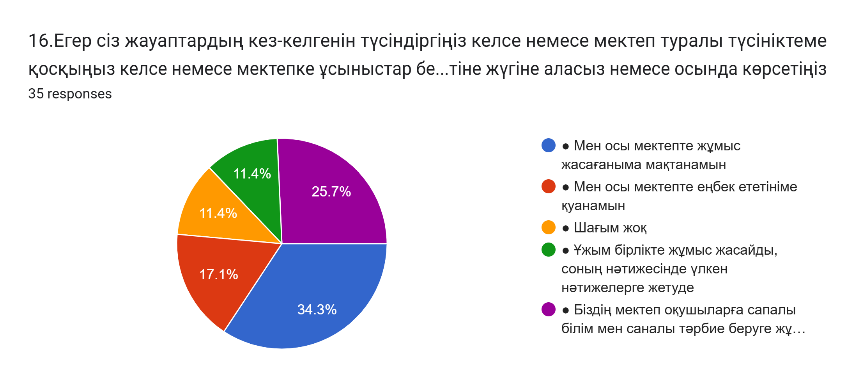 16.Егер сіз жауаптардың кез-келгенін түсіндіргіңіз келсе немесе мектеп туралы түсініктеме
қосқыңыз келсе немесе мектепке ұсыныстар бе...тіне жүгіне аласыз немесе осында көрсетіңіз
35 responses
● Мен осы мектепте жұмыс
жасағаныма мақтанамын
● Мен осы мектепте еңбек ететініме
қуанамын
● Шағым жоқ
● Ұжым бірлікте жұмыс жасайды,
соның нәтижесінде үлкен
нәтижелерге жетуде
● Біздің мектеп оқушыларға сапалы
білім мен саналы тәрбие беруге жұ…
11.4%
25.7%
11.4%
17.1%
34.3%